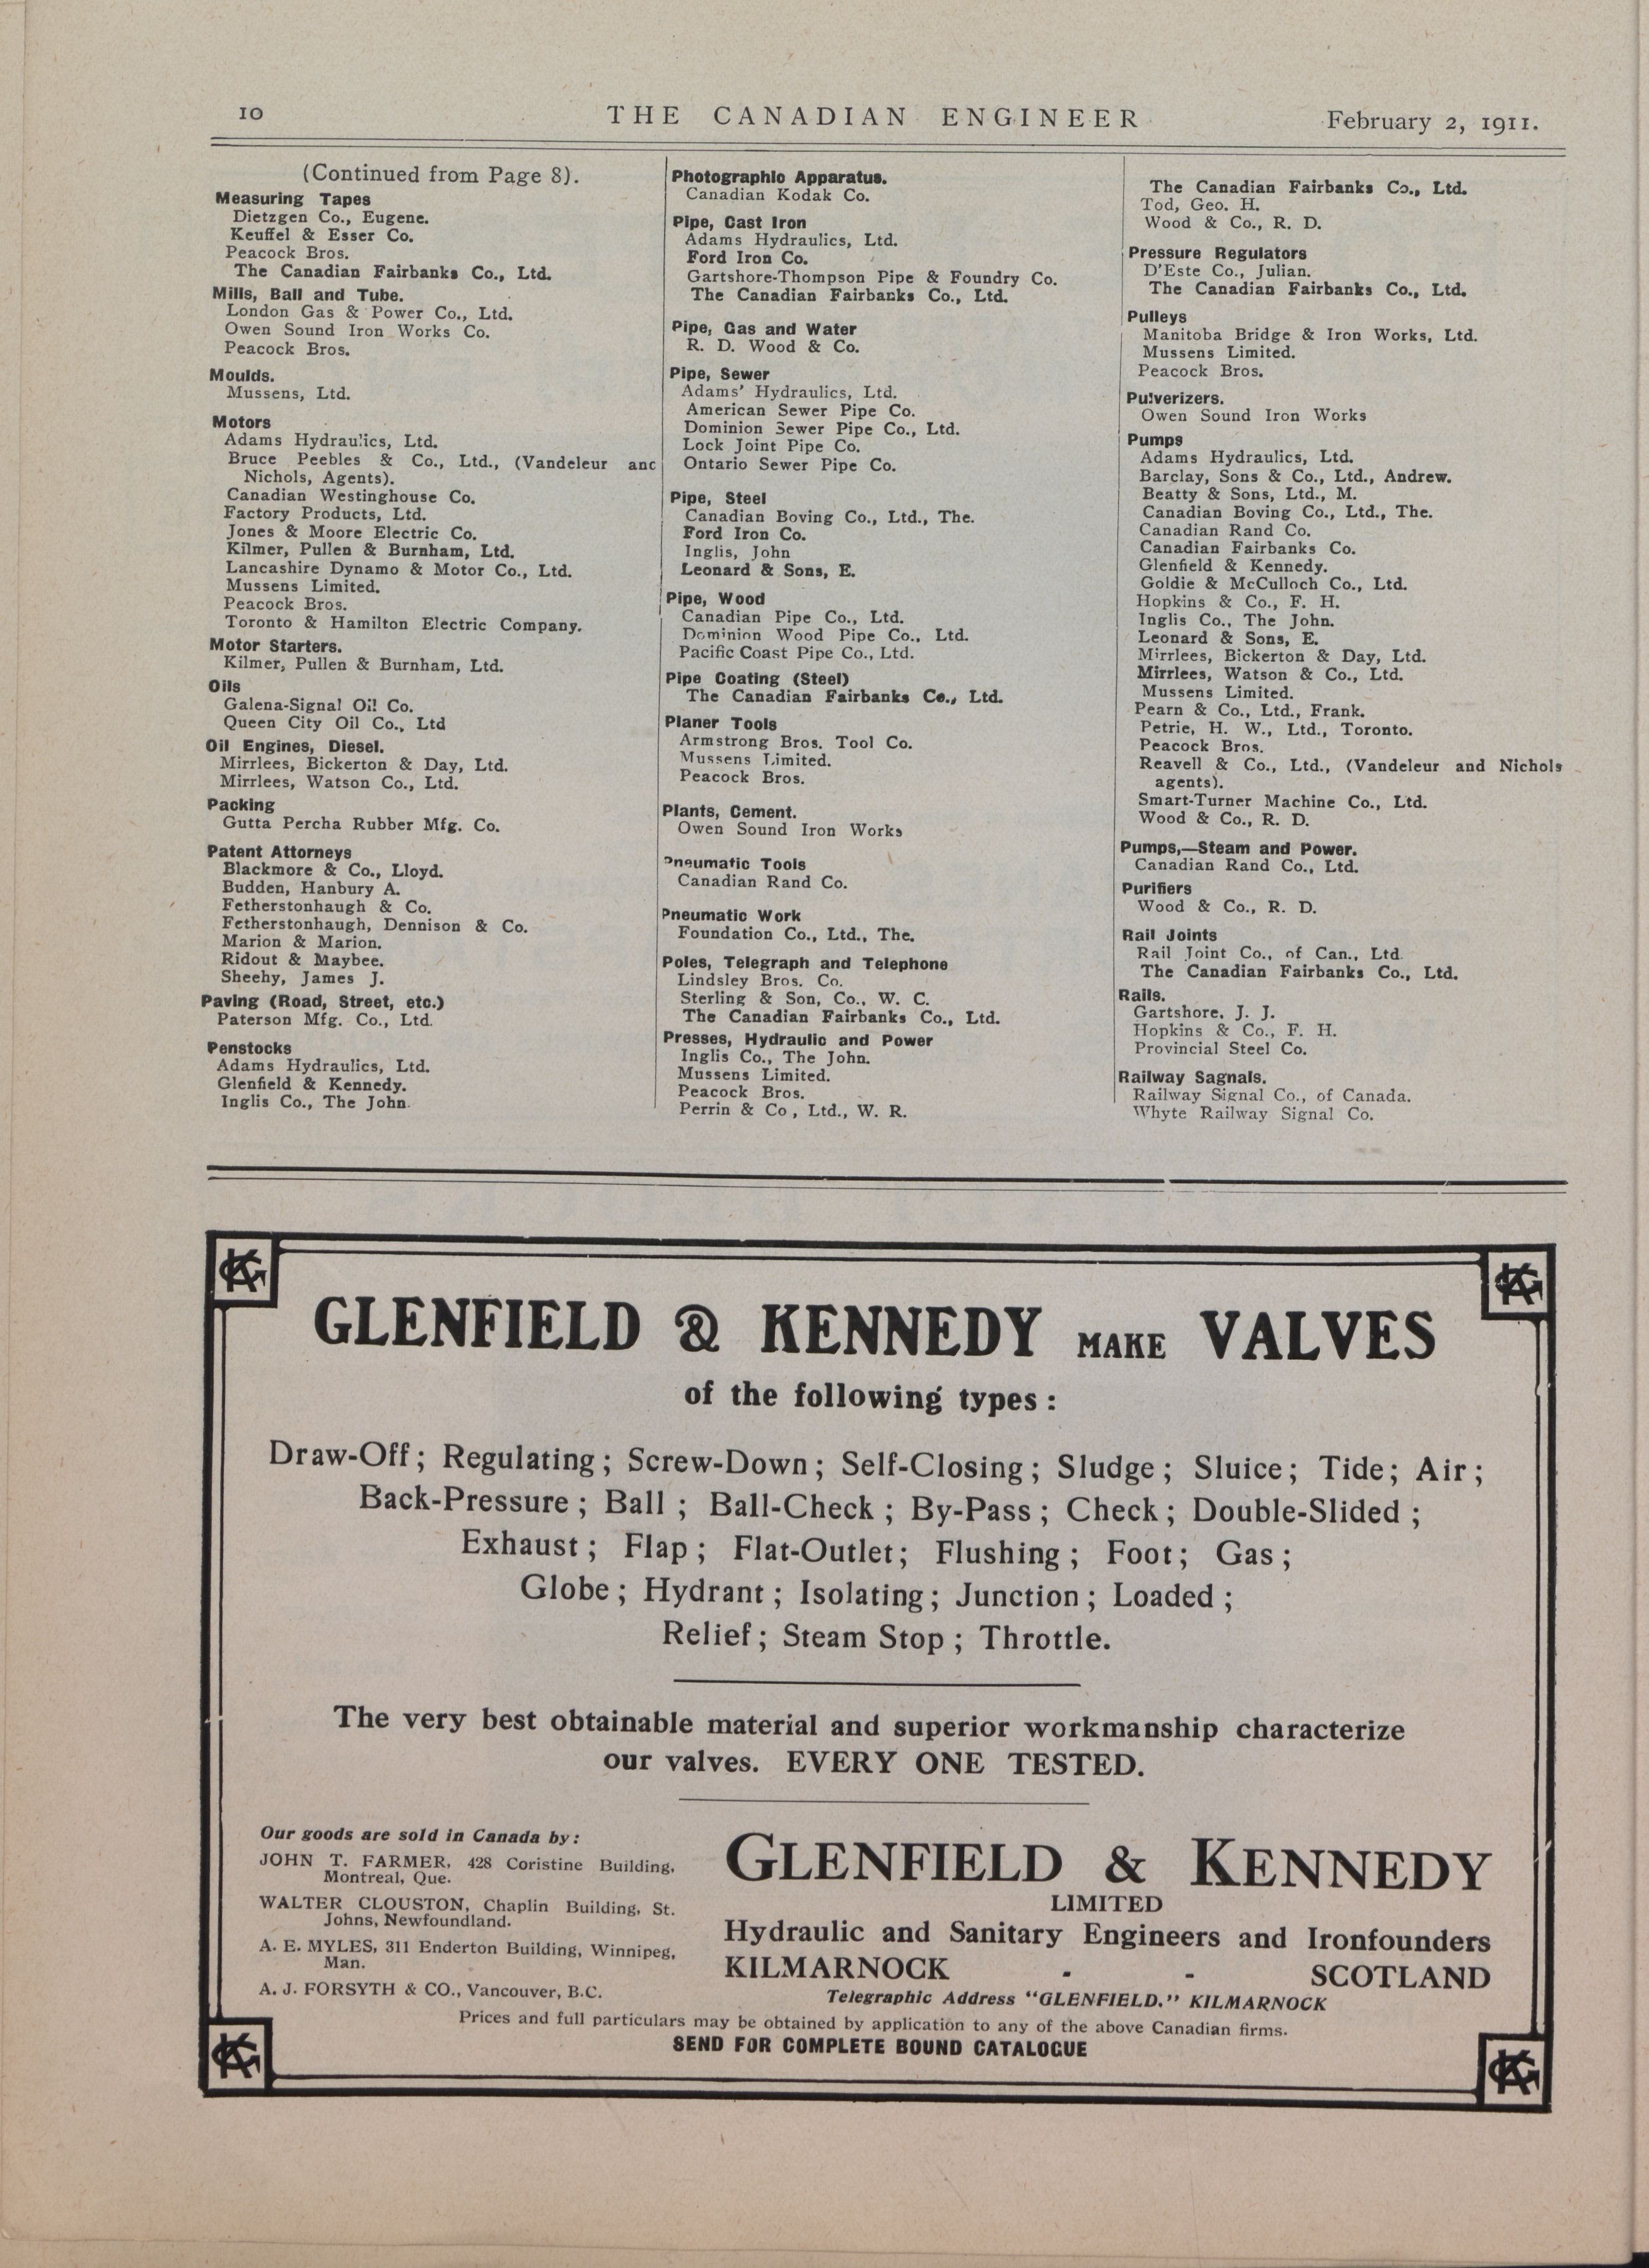 10
THE CANADIAN ENGINEER
February 2, 1911.
(Continued from Page 8).
Measuring Tapes
Dietzgen Co., Eugene.
Keuffel & Esser Co.
Peacock Bros.
The Canadian Fairbanks Co., Ltd.
Mills, Ball and Tube.
London Gas & Power Co., Ltd.
Owen Sound Iron Works Co.
Peacock Bros.
Moulds.
Mussens, Ltd.
Motors
Adams Hydraulics, Ltd.
Bruce Peebles & Co., Ltd., (Vandeleur anc
Nichols, Agents).
Canadian Westinghouse Co.
Factory Products, Ltd.
Jones & Moore Electric Co.
Kilmer, Pullen & Burnham, Ltd.
Lancashire Dynamo & Motor Co., Ltd.
Mussens Limited.
Peacock Bros.
Toronto & Hamilton Electric Company.
Motor Starters.
Kilmer, Pullen & Burnham, Ltd.
Oils
Galena-Signal Oil Co.
Queen City Oil Co., Ltd
Oil Engines, Diesel.
Mirrlees, Bickerton & Day, Ltd.
Mirrlees, Watson Co., Ltd.
Packing
Gutta Percha Rubber Mfg. Co.
Patent Attorneys
Blackmore & Co., Lloyd.
Budden, Hanbury A.
Fetherstonhaugh & Co.
Fetherstonhaugh, Dennison & Co.
Marion & Marion.
Ridout & Maybee.
Sheehy, James J.
Paving (Road, Street, etc.)
Paterson Mfg. Co., Ltd.
Penstocks
Adams Hydraulics, Ltd.
Glenfield & Kennedy.
Inglis Co., The John.
Photographic Apparatus.
Canadian Kodak Co.
Pipe, Cast Iron
Adams Hydraulics, Ltd.
Ford Iron Co.
Gartshore-Thompson Pipe & Foundry Co.
The Canadian Fairbanks Co., Ltd.
Pipe, Gas and Water
R. D. Wood & Co.
Pipe, Sewer
Adams' Hydraulics, Ltd.
American Sewer Pipe Co.
Dominion Sewer Pipe Co., Ltd.
Lock Joint Pipe Co.
Ontario Sewer Pipe Co.
Pipe, Steel
Canadian Boving Co., Ltd., The.
Ford Iron Co.
Inglis, John
Leonard & Sons, E.
Pipe, Wood
Canadian Pipe Co., Ltd.
Dominion Wood Pipe Co., Ltd.
Pacific Coast Pipe Co., Ltd.
Pipe Coating (Steel)
The Canadian Fairbanks Co., Ltd.
Planer Tools
Armstrong Bros. Tool Co.
Mussens Limited.
Peacock Bros.
Plants, Cement.
Owen Sound Iron Works
Pneumatic Tools
Canadian Rand Co.
Pneumatic Work
Foundation Co., Ltd., The.
Poles, Telegraph and Telephone
Lindsley Bros. Co.
Sterling & Son, Co., W. C.
The Canadian Fairbanks Co., Ltd.
Presses, Hydraulic and Power
Inglis Co., The John.
Mussens Limited.
Peacock Bros.
Perrin & Co, Ltd., W. R.
The Canadian Fairbanks Co., Ltd.
Tod, Geo. H.
Wood & Co., R. D.
Pressure Regulators
D'Este Co., Julian.
The Canadian Fairbanks Co., Ltd.
Pulleys
Manitoba Bridge & Iron Works, Ltd.
Mussens Limited.
Peacock Bros.
Pulverizers.
Owen Sound Iron Works
Pumps
Adams Hydraulics, Ltd.
Barclay, Sons & Co., Ltd., Andrew.
Beatty & Sons, Ltd., M.
Canadian Boving Co., Ltd., The.
Canadian Rand Co.
Canadian Fairbanks Co.
Glenfield & Kennedy.
Goldie & McCulloch Co., Ltd.
Hopkins & Co., F. H.
Inglis Co., The John.
Leonard & Sons, E.
Mirrlees, Bickerton & Day, Ltd.
Mirrlees, Watson & Co., Ltd.
Mussens Limited.
Pearn & Co., Ltd., Frank.
Petrie, H. W., Ltd., Toronto.
Peacock Bros.
Reavell & Co., Ltd., (Vandeleur and Nichols
agents).
Smart-Turner Machine Co., Ltd.
Wood & Co., R. D.
Pumps,—Steam and Power.
Canadian Rand Co., Ltd.
Purifiers
Wood & Co., R. D.
Rail Joints
Rail Joint Co., of Can., Ltd.
The Canadian Fairbanks Co., Ltd.
Rails.
Gartshore, J. J.
Hopkins & Co., F. H.
Provincial Steel Co.
Railway Sagnals.
Railway Signal Co., of Canada.
Whyte Railway Signal Co.
GLENFIELD & KENNEDY MAKE VALVES
of the following types:
Draw-Off; Regulating; Screw-Down; Self-Closing; Sludge; Sluice; Tide; Air;
Back-Pressure; Ball; Ball-Check; By-Pass; Check; Double-Slided;
Exhaust; Flap; Flat-Outlet; Flushing; Foot; Gas;
Globe; Hydrant; Isolating; Junction; Loaded;
Relief; Steam Stop; Throttle.
The very best obtainable material and superior workmanship characterize
our valves. EVERY ONE TESTED.
Our goods are sold in Canada by:
JOHN T. FARMER, 428 Coristine Building,
Montreal, Que.
WALTER CLOUSTON, Chaplin Building, St.
Johns, Newfoundland.
A. E. MYLES, 311 Enderton Building, Winnipeg,
Man.
A. J. FORSYTH & CO., Vancouver, B.C.
GLENFIELD & KENNEDY
LIMITED
Hydraulic and Sanitary Engineers and Ironfounders
KILMARNOCK - - SCOTLAND
Telegraphic Address "GLENFIELD," KILMARNOCK
Prices and full particulars may be obtained by application to any of the above Canadian firms.
SEND FOR COMPLETE BOUND CATALOGUE